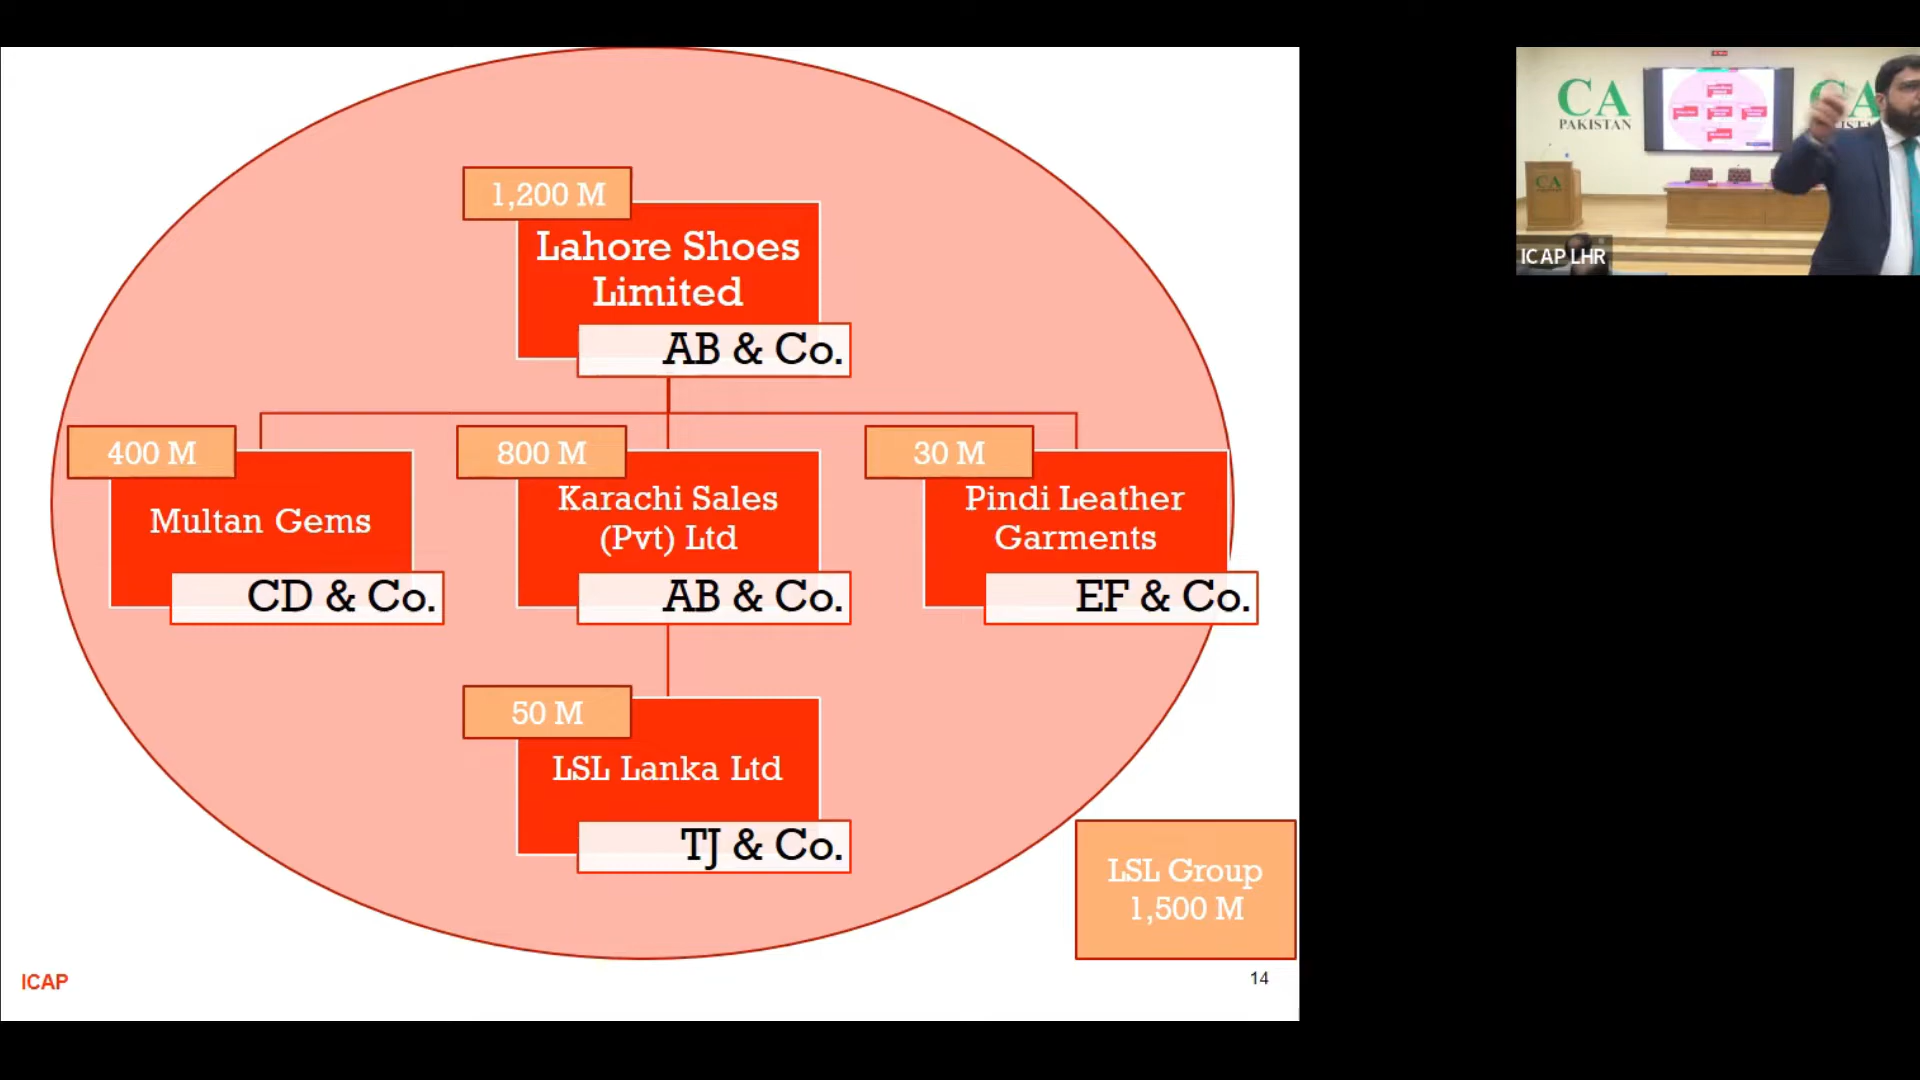 1,200 M
Lahore Shoes
Limited
AB & Co.
400 M
Multan Gems
CD & Co.
800 M
Karachi Sales
(Pvt) Ltd
AB & Co.
30 M
Pindi Leather
Garments
EF & Co.
50 M
LSL Lanka Ltd
TJ & Co.
LSL Group
1,500 M
ICAP
14
CA
PAKISTAN
CA
CA
ICAP LHR